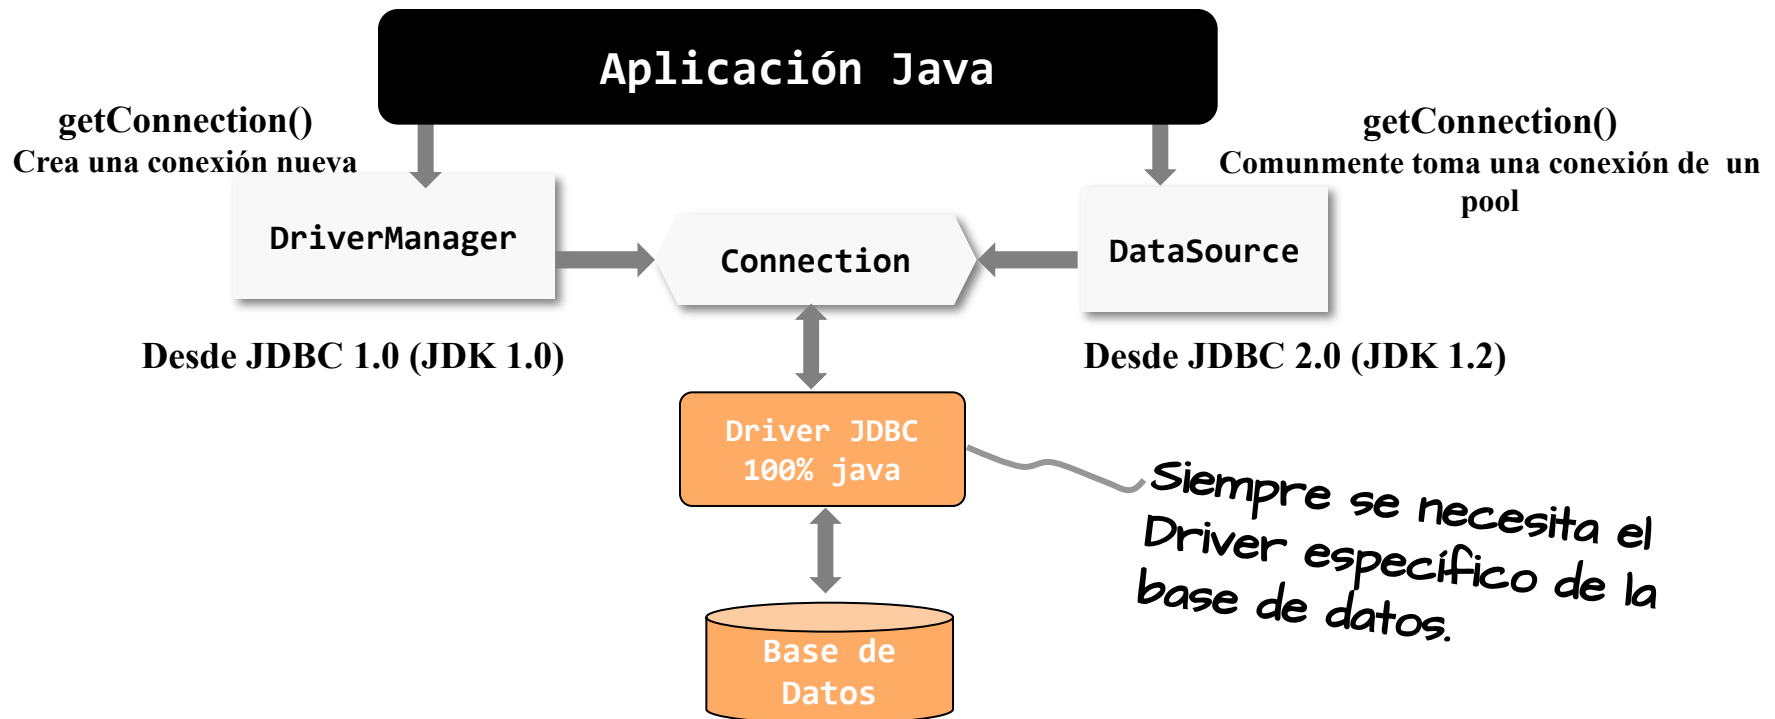 Aplicación Java
getConnection()
Crea una conexión nueva
getConnection()
Comunmente toma una conexión de un
pool
DriverManager
Connection
DataSource
Desde JDBC 1.0 (JDK 1.0)
Desde JDBC 2.0 (JDK 1.2)
Driver JDBC
100% java
Siempre se necesita el
Driver específico de la
base de datos.
Base de
Datos